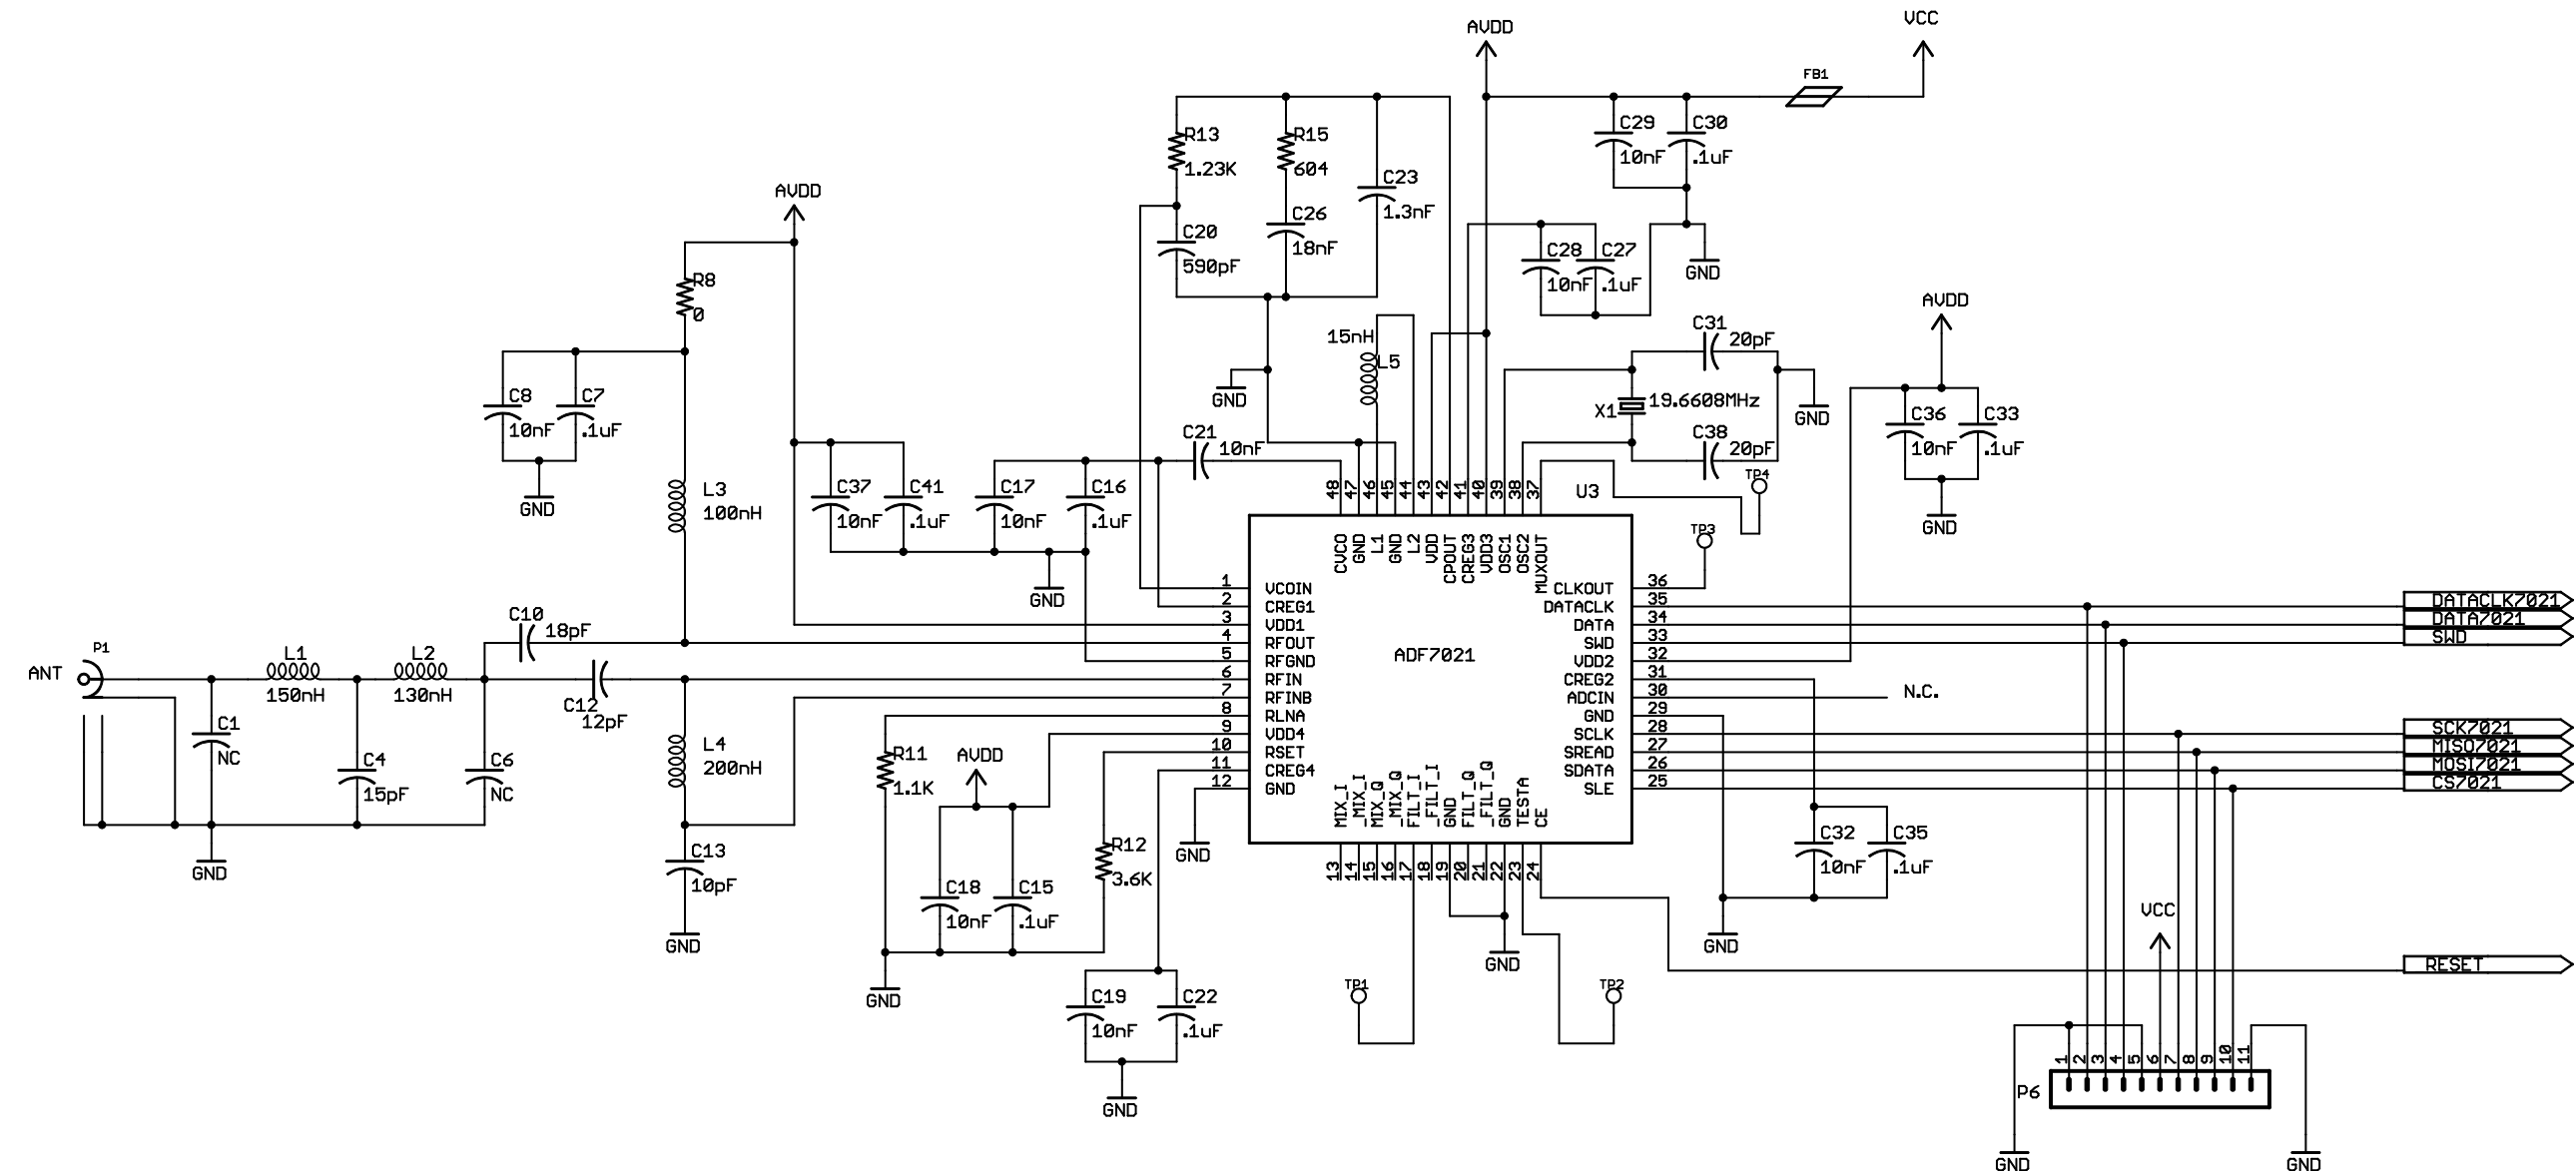 VCC
AVDD
FB1
R13
1.23K
R15
604
C29
10nF
C30
.1uF
C23
1.3nF
AVDD
C20
590pF
C26
18nF
C28
10nF
C27
.1uF
GND
R8
0
AVDD
15nH
L5
C31
20pF
C8
10nF
C7
.1uF
GND
X1
19.6608MHz
GND
C36
10nF
C33
.1uF
GND
C21
10nF
C38
20pF
TP4
GND
L3
100nH
C37
10nF
C41
.1uF
C17
10nF
C16
.1uF
GND
48 47 46 45 44 43 42 41 40 39 38 37
U3
TP3
CVCO
GND
L1
GND
L2
VDD
CPOUT
CREG3
VDD3
OSC1
OSC2
MUXOUT
1 VCOIN
2 CREG1
3 VDD1
4 RFOUT
5 RFGND
6 RFIN
7 RFINB
8 RLNA
9 VDD4
10 RSET
11 CREG4
12 GND
ADF7021
CLKOUT 36
DATACLK 35
DATA 34
SWD 33
VDD2 32
CREG2 31
ADCIN 30
GND 29
SCLK 28
SREAD 27
SDATA 26
SLE 25
MIX_I
_MIX_I
MIX_Q
_MIX_Q
FILT_I
_FILT_I
GND
FILT_Q
_FILT_Q
GND
TESTA
CE
13 14 15 16 17 18 19 20 21 22 23 24
DATACLK7021
DATA7021
SWD
N.C.
SCK7021
MISO7021
MOSI7021
CS7021
C10
18pF
ANT
P1
L1
150nH
L2
130nH
C12
12pF
C1
NC
C4
15pF
C6
NC
GND
L4
200nH
C13
10pF
GND
R11
1.1K
AVDD
C18
10nF
C15
.1uF
R12
3.6K
GND
GND
C19
10nF
C22
.1uF
GND
TP1
GND
TP2
C32
10nF
C35
.1uF
GND
VCC
RESET
P6
1 2 3 4 5 6 7 8 9 10 11
GND
GND